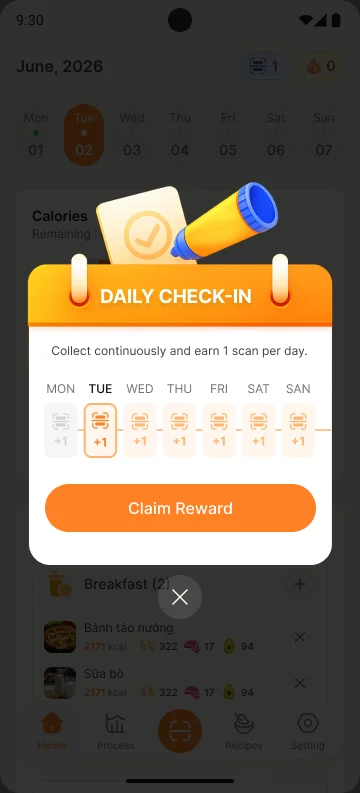 9:30
June, 2026
1
0
Mon Tue Wed Thu Fri Sat Sun
01 02 03 04 05 06 07
Calories
Remaining
DAILY CHECK-IN
Collect continuously and earn 1 scan per day.
MON TUE WED THU FRI SAT SAN
+1 +1 +1 +1 +1 +1 +1
Claim Reward
Breakfast (2)
Bánh táo nướng
2171 kcal 322 17 94
Sữa bò
2171 kcal 322 17 94
Home Process Recipes Setting